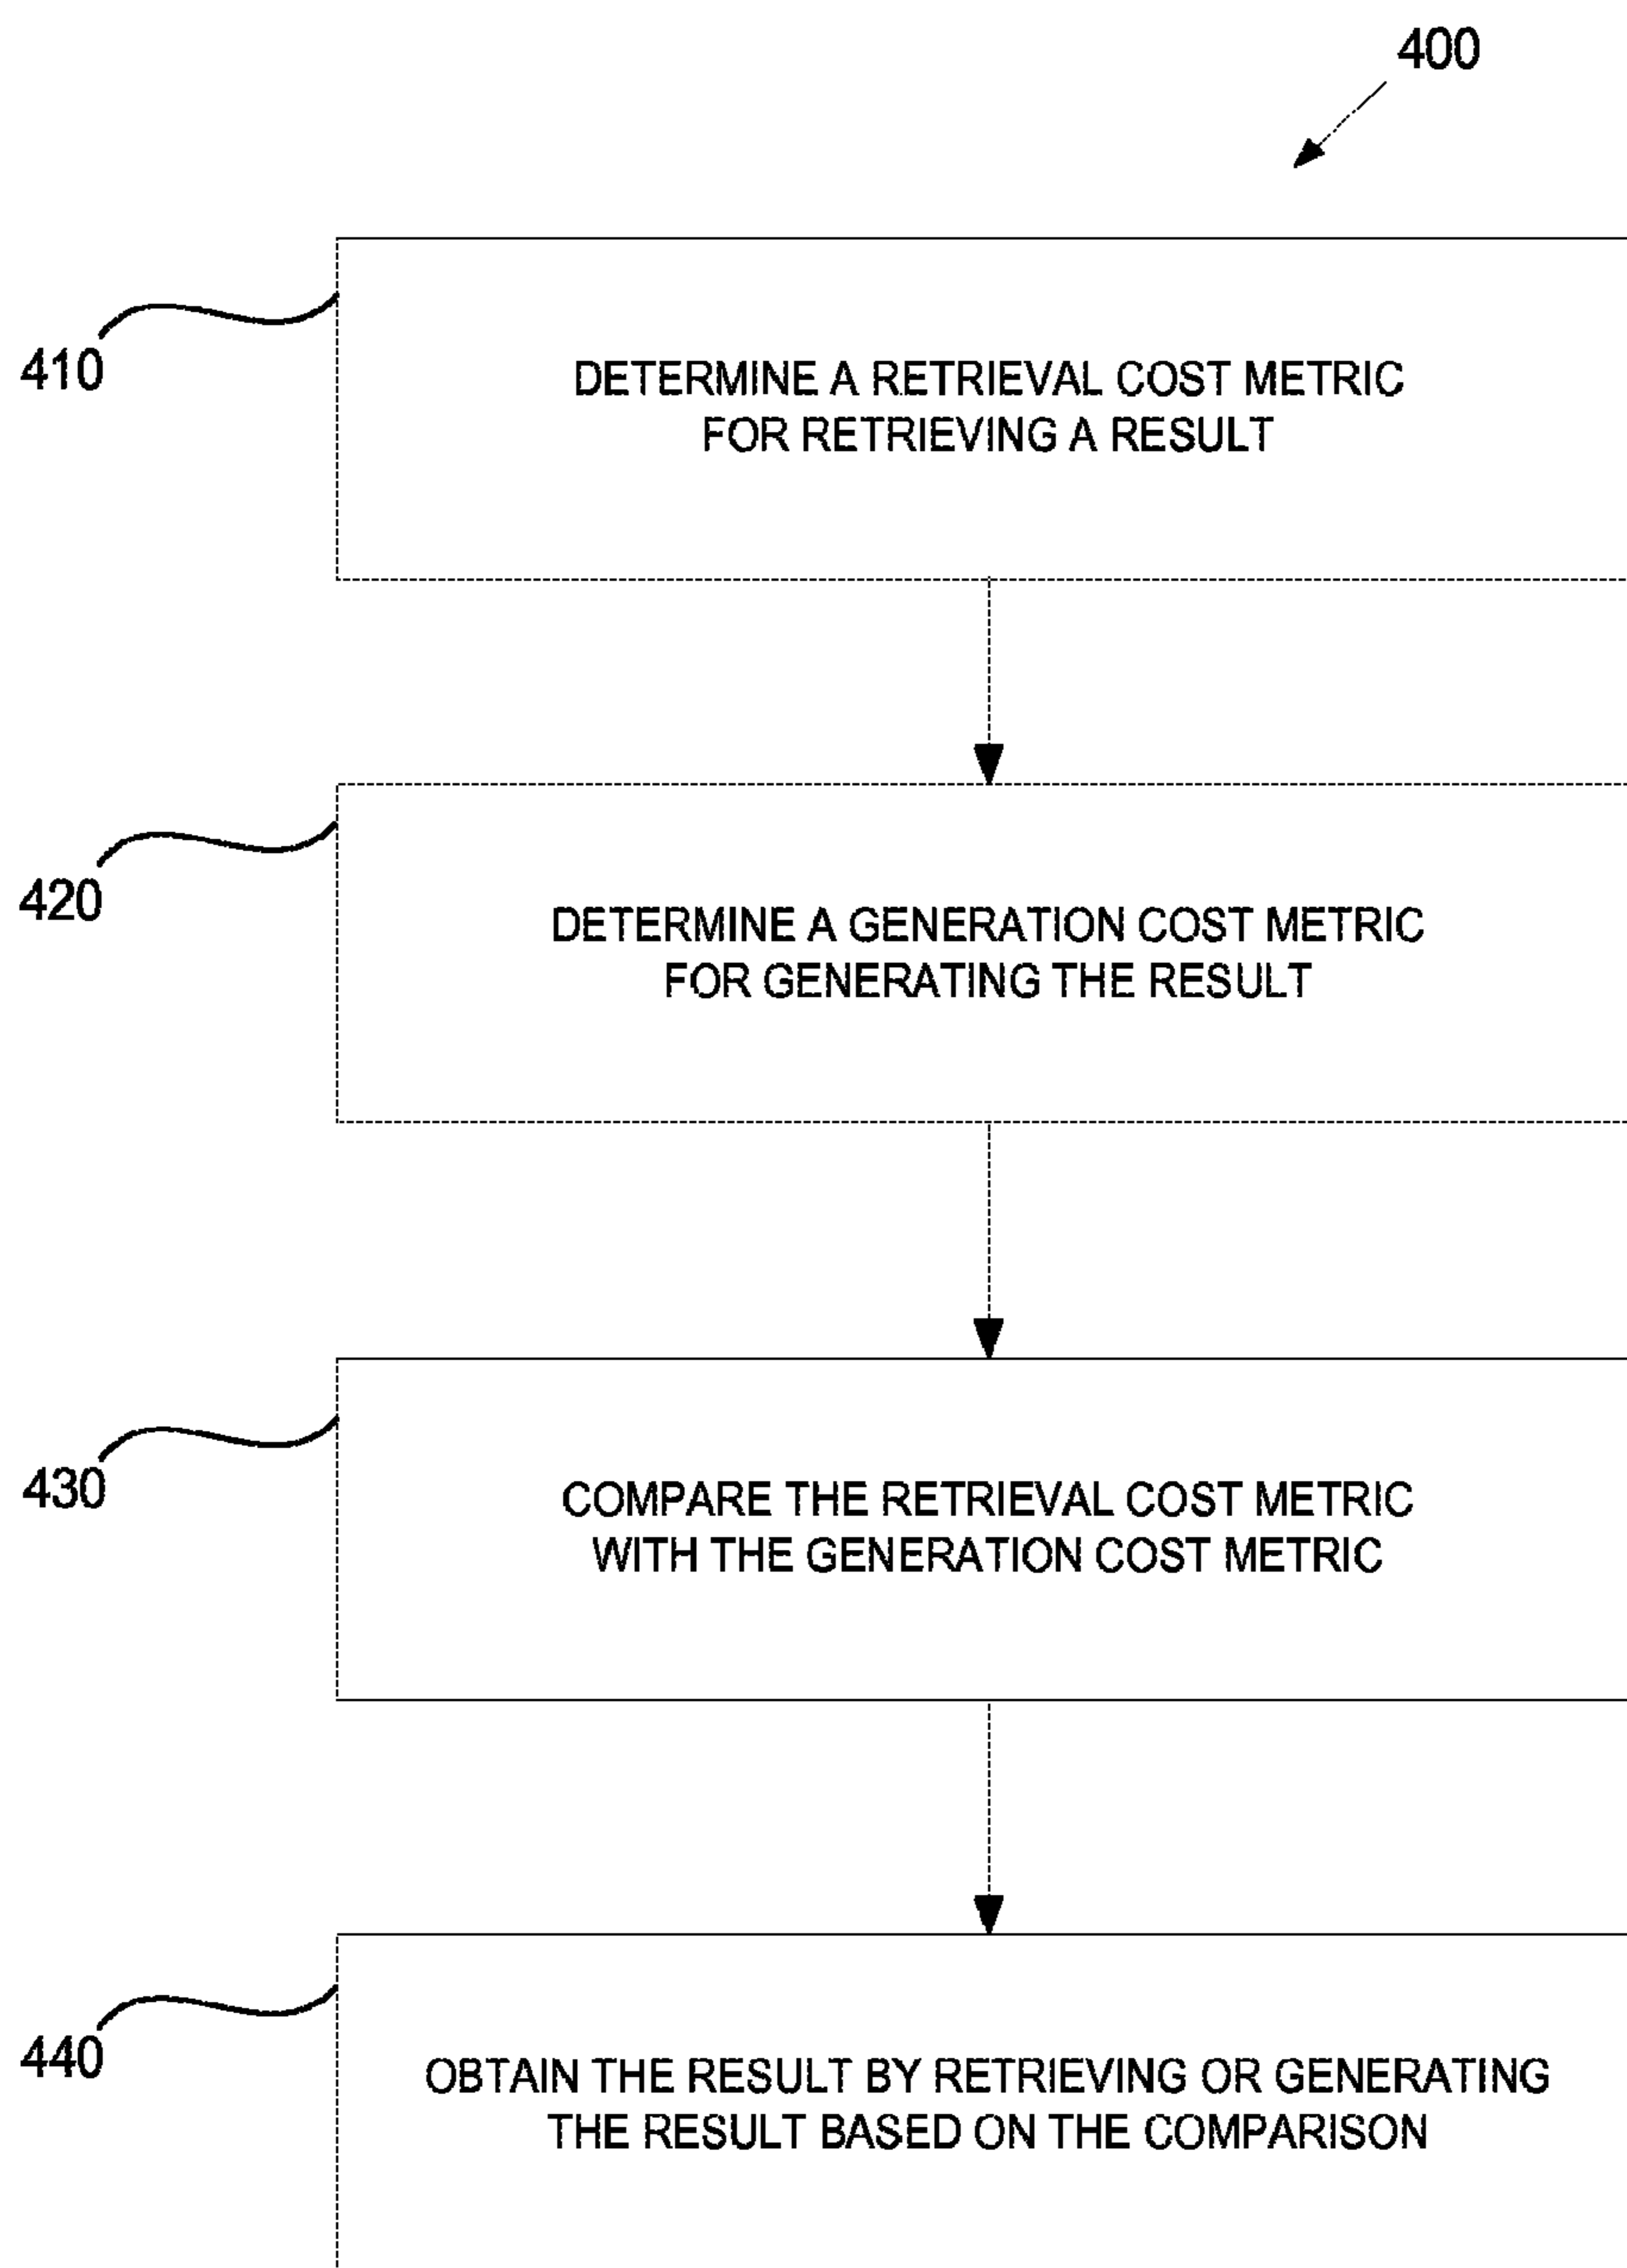 400
410
DETERMINE A RETRIEVAL COST METRIC
FOR RETRIEVING A RESULT
420
DETERMINE A GENERATION COST METRIC
FOR GENERATING THE RESULT
430
COMPARE THE RETRIEVAL COST METRIC
WITH THE GENERATION COST METRIC
440
OBTAIN THE RESULT BY RETRIEVING OR GENERATING
THE RESULT BASED ON THE COMPARISON